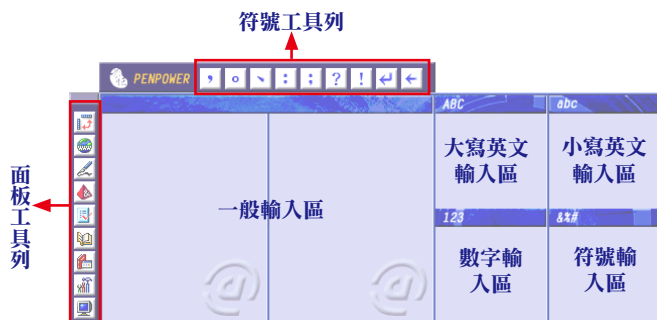 符號工具列
PENPOWER , 。 、 : ; ? ! ↵ ←
ABC
abc
大寫英文
輸入區
小寫英文
輸入區
面板工具列
一般輸入區
123
&%#
數字輸
入區
符號輸
入區
@ @